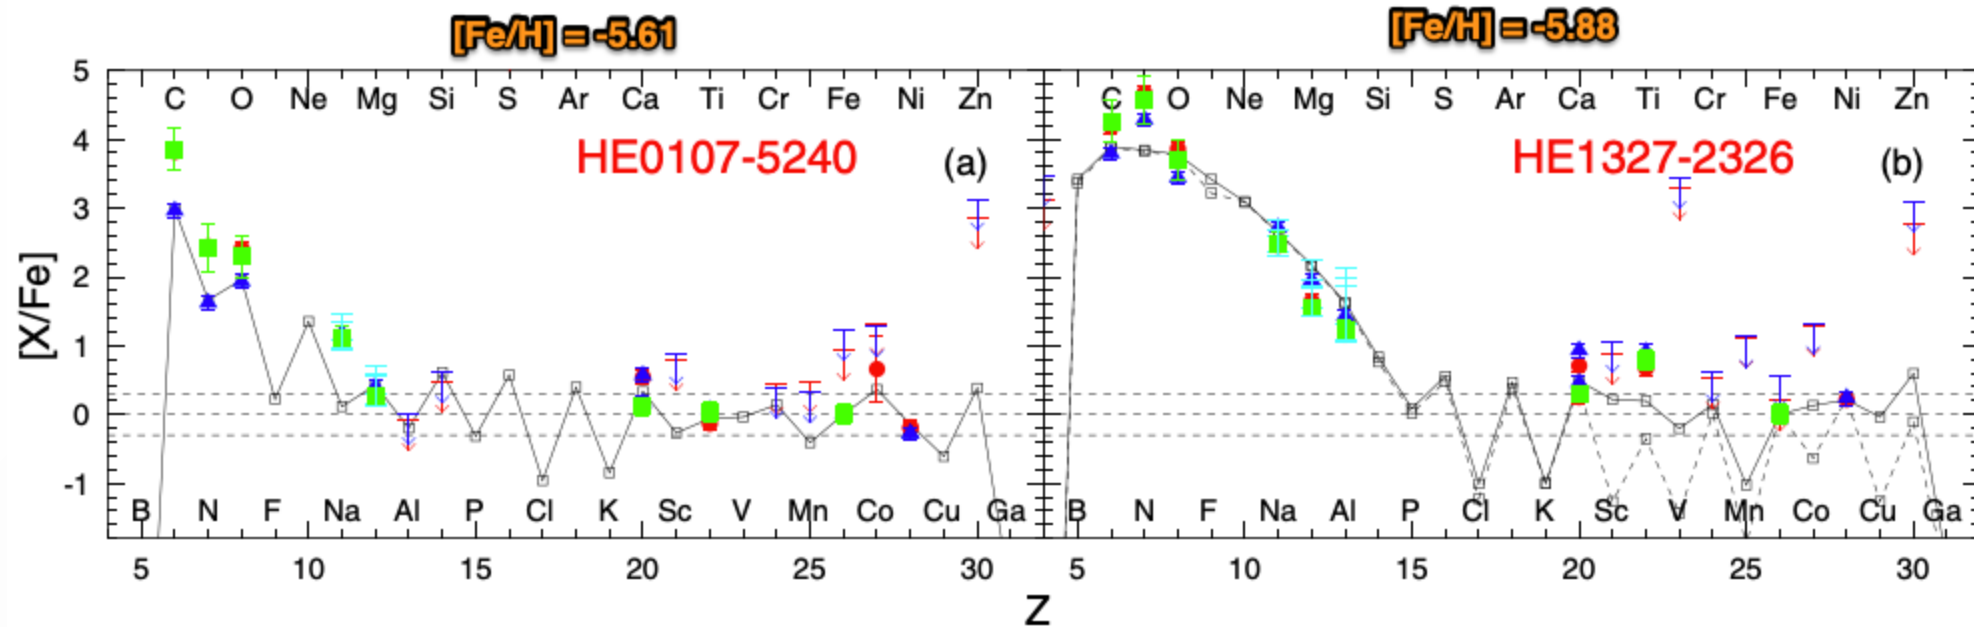 [Fe/H] = -5.61
[Fe/H] = -5.88
5
C O Ne Mg Si S Ar Ca Ti Cr Fe Ni Zn
C N O Ne Mg Si S Ar Ca Ti Cr Fe Ni Zn
4
HE0107-5240
(a)
HE1327-2326
(b)
3
[X/Fe]
2
1
0
-1
B N F Na Al P Cl K Sc V Mn Co Cu Ga
B N F Na Al P Cl K Sc V Mn Co Cu Ga
5 10 15 20 25 30
5 10 15 20 25 30
Z